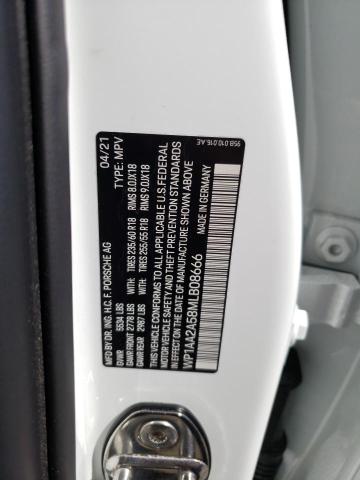 MFD BY: DR. ING. H.C. F. PORSCHE AG 04/21
GVWR: 5534 LBS TYPE: MPV
GAWR FRONT 2778 LBS WITH: TIRES 235/60 R18 RIMS 8.0JX18
GAWR REAR 2987 LBS WITH: TIRES 255/55 R18 RIMS 9.0JX18
THIS VEHICLE CONFORMS TO ALL APPLICABLE U.S. FEDERAL
MOTOR VEHICLE SAFETY AND THEFT PREVENTION STANDARDS
IN EFFECT ON THE DATE OF MANUFACTURE SHOWN ABOVE
WP1AA2A58MLB08666 MADE IN GERMANY
95B 010 016 AE